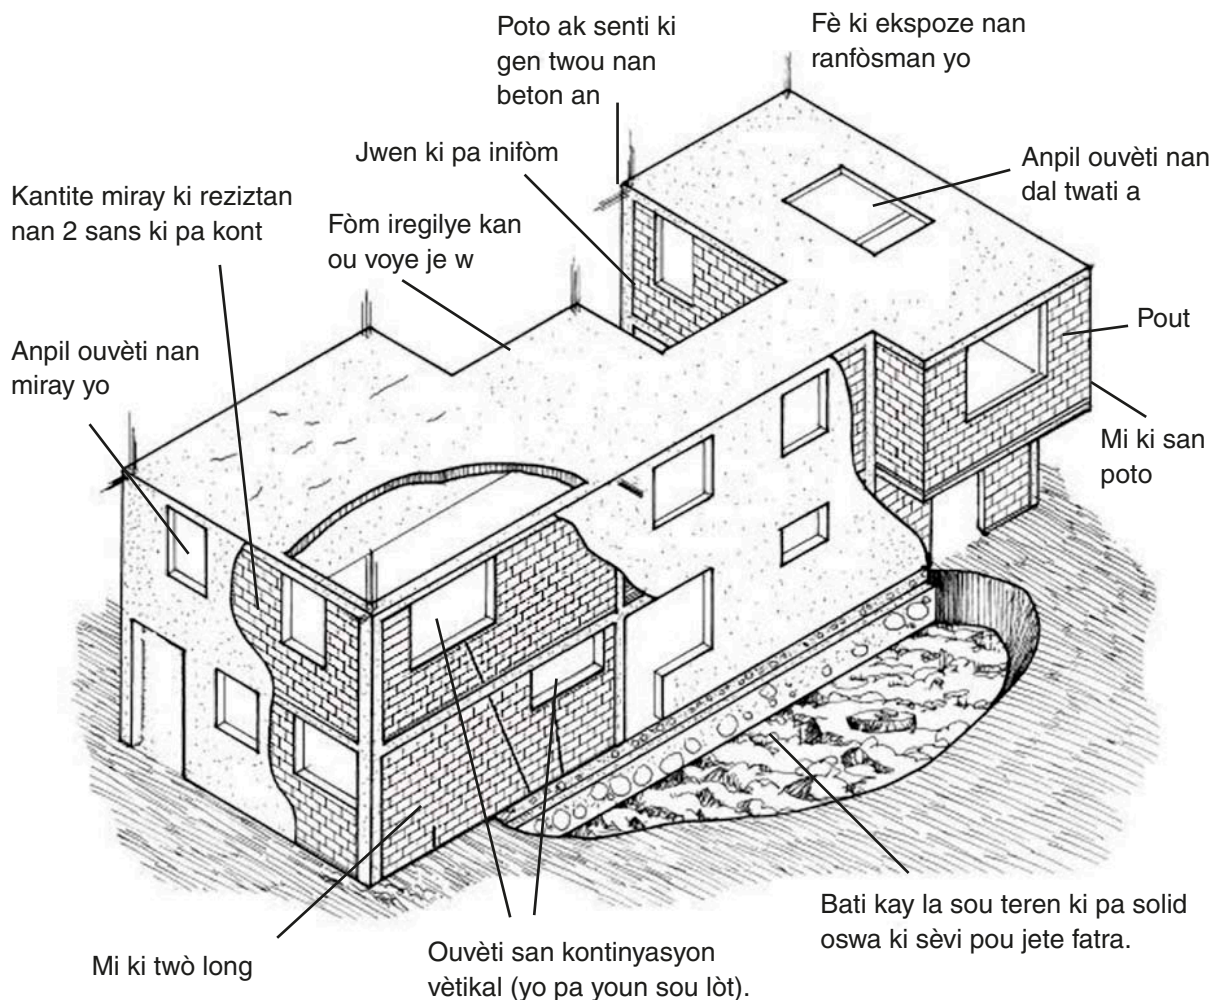 Poto ak senti ki
gen twou nan
beton an
Fè ki ekspoze nan
ranfòsman yo
Jwen ki pa inifòm
Anpil ouvèti nan
dal twati a
Kantite miray ki reziztan
nan 2 sans ki pa kont
Fòm iregilye kan
ou voye je w
Pout
Anpil ouvèti nan
miray yo
Mi ki san
poto
Bati kay la sou teren ki pa solid
oswa ki sèvi pou jete fatra.
Mi ki twò long
Ouvèti san kontinyasyon
vètikal (yo pa youn sou lòt).